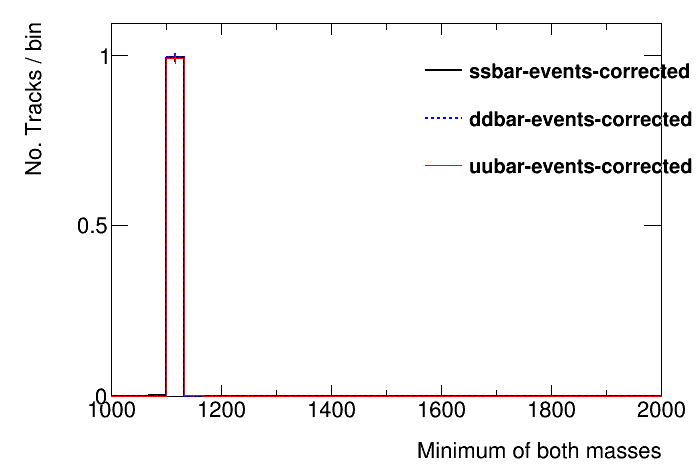 No. Tracks / bin
1
0.5
0
ssbar-events-corrected
ddbar-events-corrected
uubar-events-corrected
1000 1200 1400 1600 1800 2000
Minimum of both masses